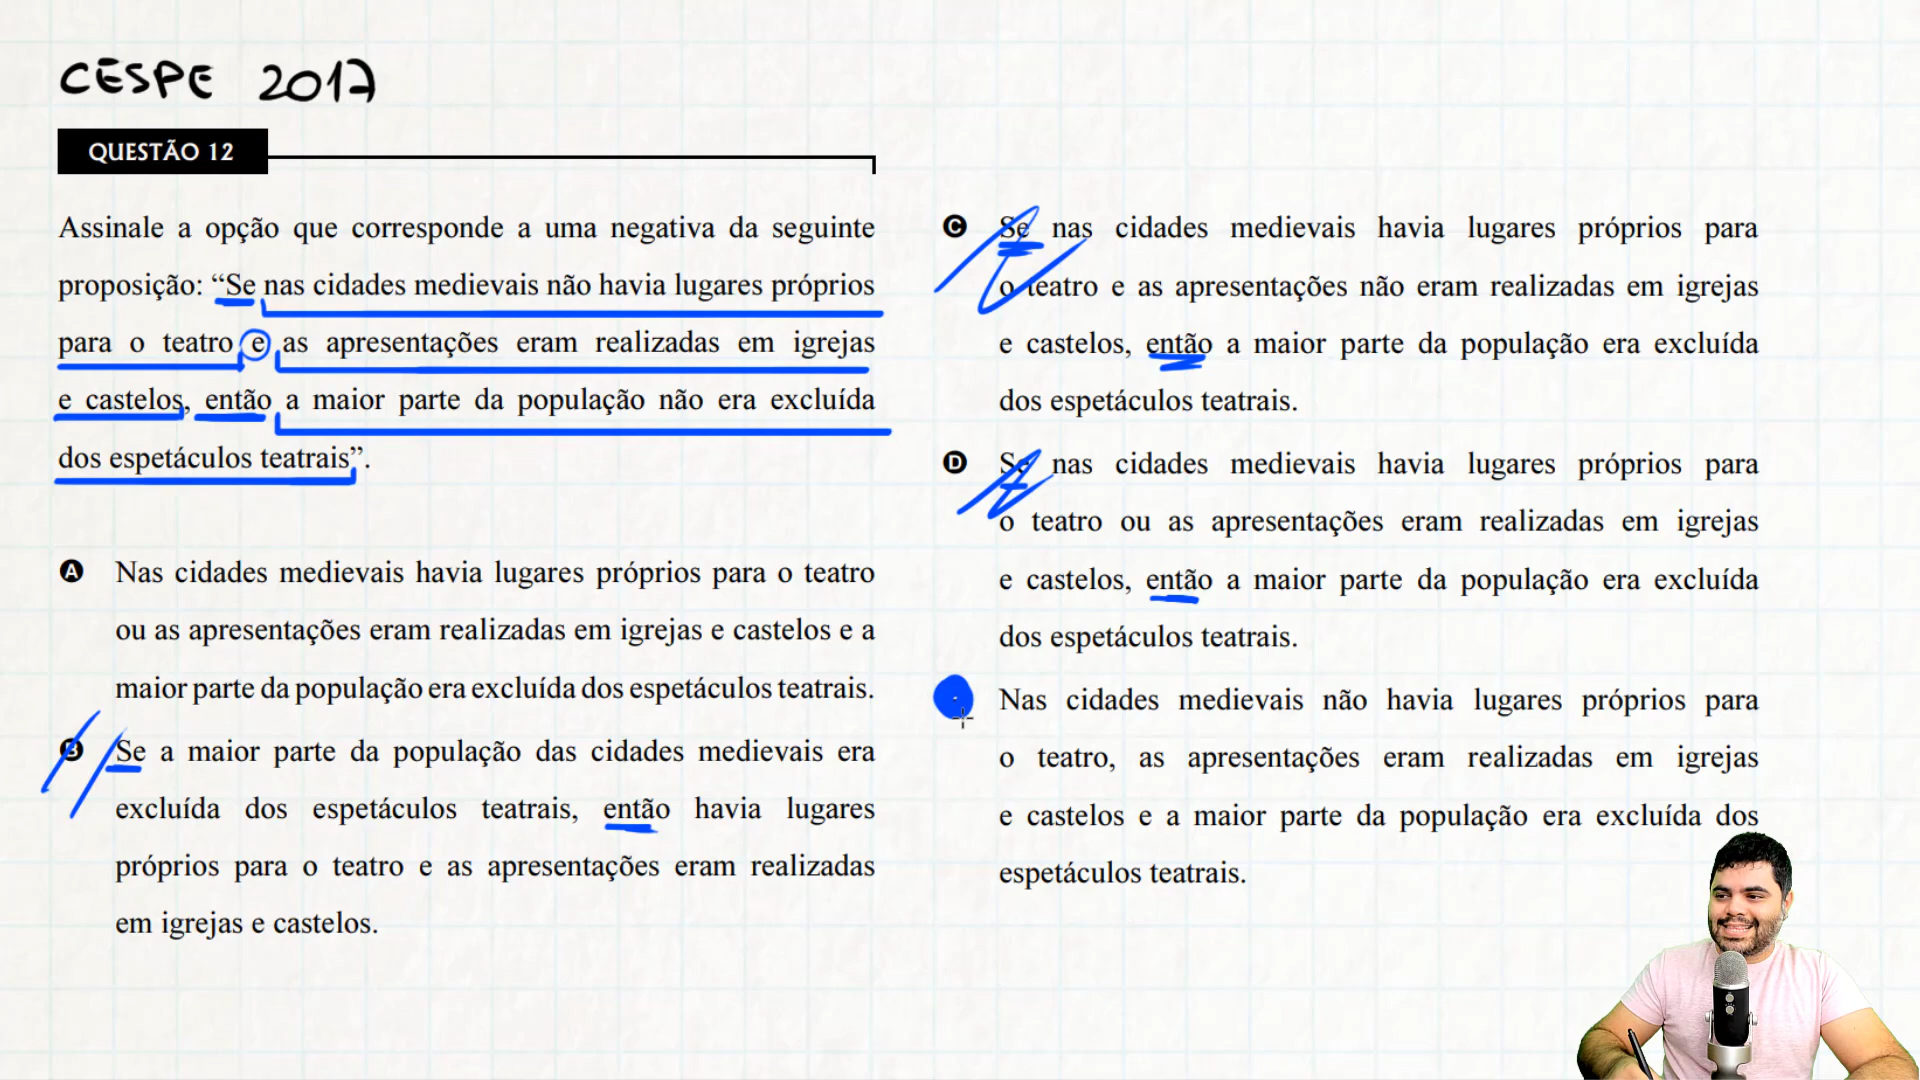 CESPE 2017
QUESTÃO 12
Assinale a opção que corresponde a uma negativa da seguinte
proposição: “Se nas cidades medievais não havia lugares próprios
para o teatro e as apresentações eram realizadas em igrejas
e castelos, então a maior parte da população não era excluída
dos espetáculos teatrais”.
A Nas cidades medievais havia lugares próprios para o teatro
ou as apresentações eram realizadas em igrejas e castelos e a
maior parte da população era excluída dos espetáculos teatrais.
B Se a maior parte da população das cidades medievais era
excluída dos espetáculos teatrais, então havia lugares
próprios para o teatro e as apresentações eram realizadas
em igrejas e castelos.
C Se nas cidades medievais havia lugares próprios para
o teatro e as apresentações não eram realizadas em igrejas
e castelos, então a maior parte da população era excluída
dos espetáculos teatrais.
D Se nas cidades medievais havia lugares próprios para
o teatro ou as apresentações eram realizadas em igrejas
e castelos, então a maior parte da população era excluída
dos espetáculos teatrais.
Nas cidades medievais não havia lugares próprios para
o teatro, as apresentações eram realizadas em igrejas
e castelos e a maior parte da população era excluída dos
espetáculos teatrais.